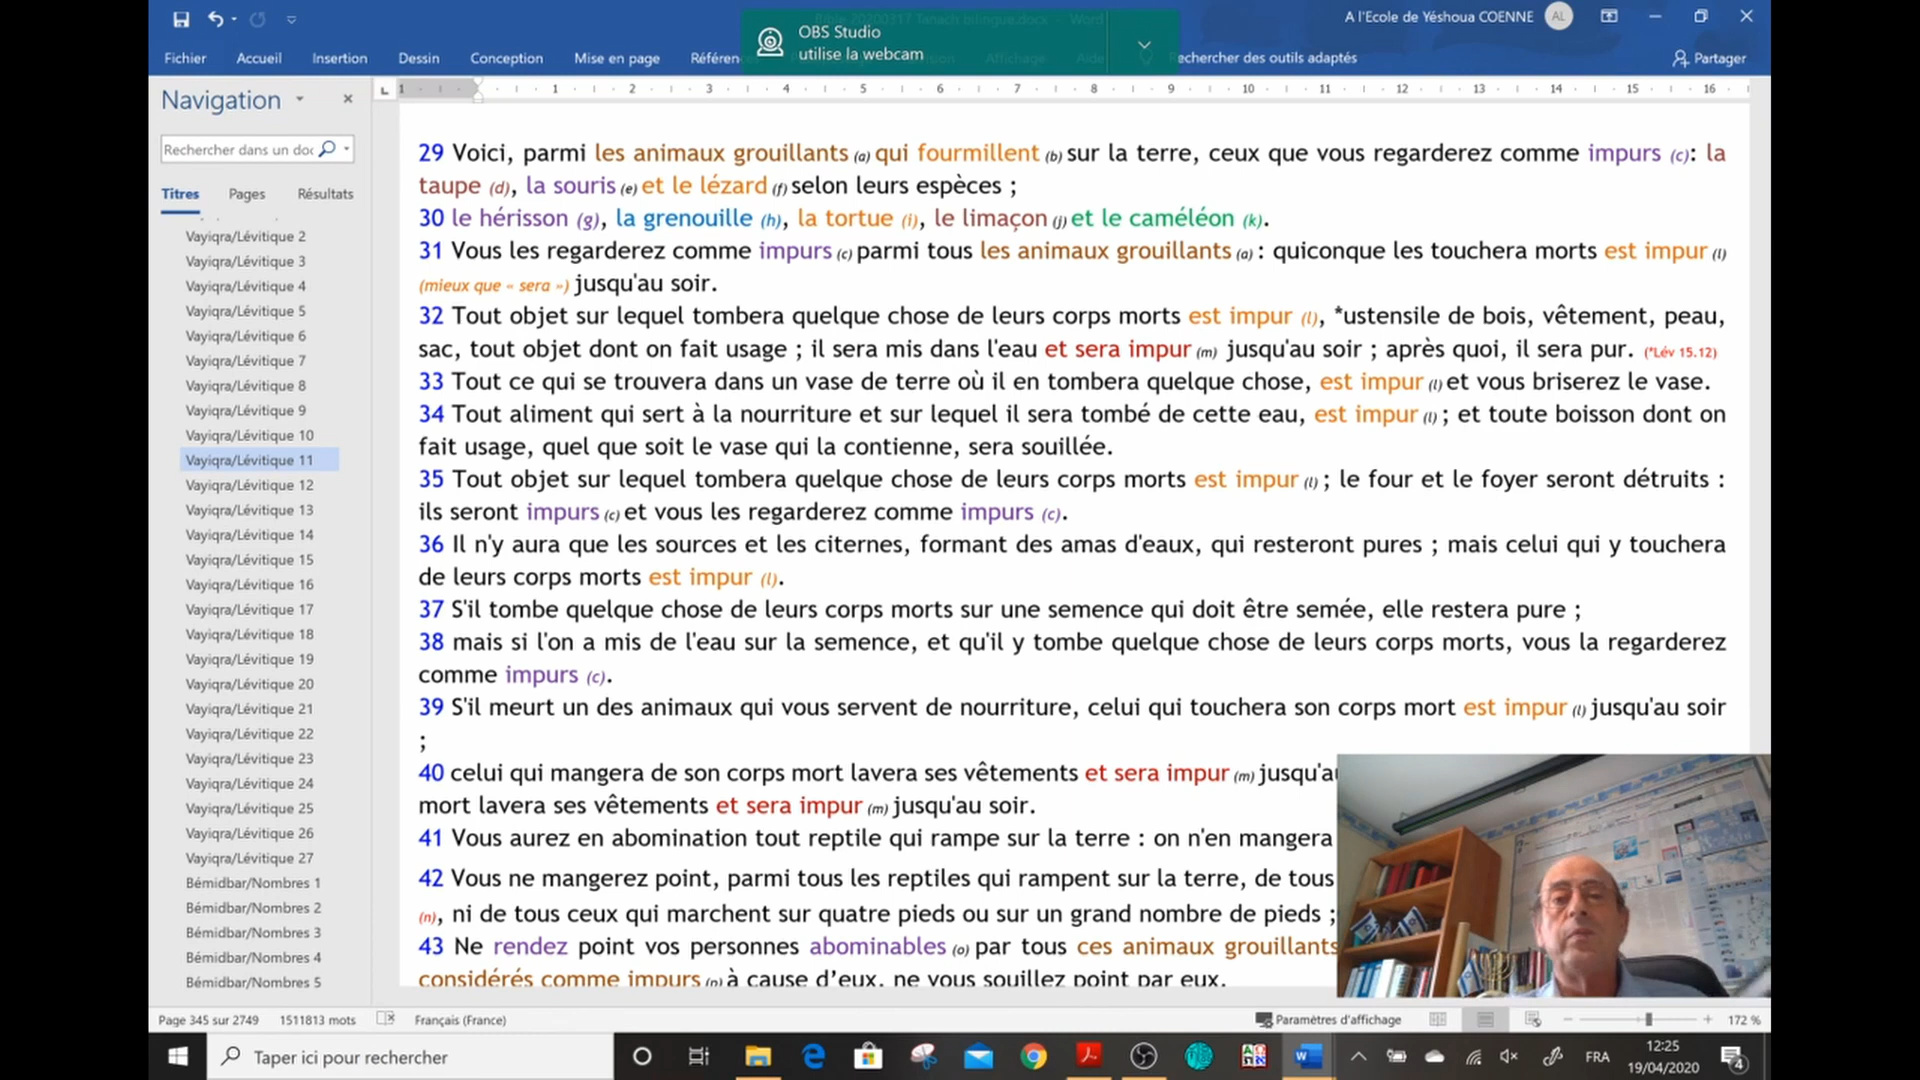 A l'Ecole de Yéshoua COENNE AL
OBS Studio
utilise la webcam
Fichier Accueil Insertion Dessin Conception Mise en page Référen Rechercher des outils adaptés Partager
Navigation
Rechercher dans un doc
Titres Pages Résultats
Vayiqra/Lévitique 2
Vayiqra/Lévitique 3
Vayiqra/Lévitique 4
Vayiqra/Lévitique 5
Vayiqra/Lévitique 6
Vayiqra/Lévitique 7
Vayiqra/Lévitique 8
Vayiqra/Lévitique 9
Vayiqra/Lévitique 10
Vayiqra/Lévitique 11
Vayiqra/Lévitique 12
Vayiqra/Lévitique 13
Vayiqra/Lévitique 14
Vayiqra/Lévitique 15
Vayiqra/Lévitique 16
Vayiqra/Lévitique 17
Vayiqra/Lévitique 18
Vayiqra/Lévitique 19
Vayiqra/Lévitique 20
Vayiqra/Lévitique 21
Vayiqra/Lévitique 22
Vayiqra/Lévitique 23
Vayiqra/Lévitique 24
Vayiqra/Lévitique 25
Vayiqra/Lévitique 26
Vayiqra/Lévitique 27
Bémidbar/Nombres 1
Bémidbar/Nombres 2
Bémidbar/Nombres 3
Bémidbar/Nombres 4
Bémidbar/Nombres 5
1 1 2 3 4 5 6 7 8 9 10 11 12 13 14 15 16
29 Voici, parmi les animaux grouillants (a) qui fourmillent (b) sur la terre, ceux que vous regarderez comme impurs (c): la
taupe (d), la souris (e) et le lézard (f) selon leurs espèces ;
30 le hérisson (g), la grenouille (h), la tortue (i), le limaçon (j) et le caméléon (k).
31 Vous les regarderez comme impurs (c) parmi tous les animaux grouillants (a) : quiconque les touchera morts est impur (l)
(mieux que « sera ») jusqu'au soir.
32 Tout objet sur lequel tombera quelque chose de leurs corps morts est impur (l), *ustensile de bois, vêtement, peau,
sac, tout objet dont on fait usage ; il sera mis dans l'eau et sera impur (m) jusqu'au soir ; après quoi, il sera pur. (*Lév 15.12)
33 Tout ce qui se trouvera dans un vase de terre où il en tombera quelque chose, est impur (l) et vous briserez le vase.
34 Tout aliment qui sert à la nourriture et sur lequel il sera tombé de cette eau, est impur (l) ; et toute boisson dont on
fait usage, quel que soit le vase qui la contienne, sera souillée.
35 Tout objet sur lequel tombera quelque chose de leurs corps morts est impur (l) ; le four et le foyer seront détruits :
ils seront impurs (c) et vous les regarderez comme impurs (c).
36 Il n'y aura que les sources et les citernes, formant des amas d'eaux, qui resteront pures ; mais celui qui y touchera
de leurs corps morts est impur (l).
37 S'il tombe quelque chose de leurs corps morts sur une semence qui doit être semée, elle restera pure ;
38 mais si l'on a mis de l'eau sur la semence, et qu'il y tombe quelque chose de leurs corps morts, vous la regarderez
comme impurs (c).
39 S'il meurt un des animaux qui vous servent de nourriture, celui qui touchera son corps mort est impur (l) jusqu'au soir
;
40 celui qui mangera de son corps mort lavera ses vêtements et sera impur (m) jusqu'au
mort lavera ses vêtements et sera impur (m) jusqu'au soir.
41 Vous aurez en abomination tout reptile qui rampe sur la terre : on n'en mangera
42 Vous ne mangerez point, parmi tous les reptiles qui rampent sur la terre, de tous
(n), ni de tous ceux qui marchent sur quatre pieds ou sur un grand nombre de pieds ;
43 Ne rendez point vos personnes abominables (o) par tous ces animaux grouillants
considérés comme impurs (p) à cause d'eux, ne vous souillez point par eux.
Page 345 sur 2749 1511813 mots Français (France) Paramètres d'affichage 172 %
Taper ici pour rechercher FRA 12:25
19/04/2020 4